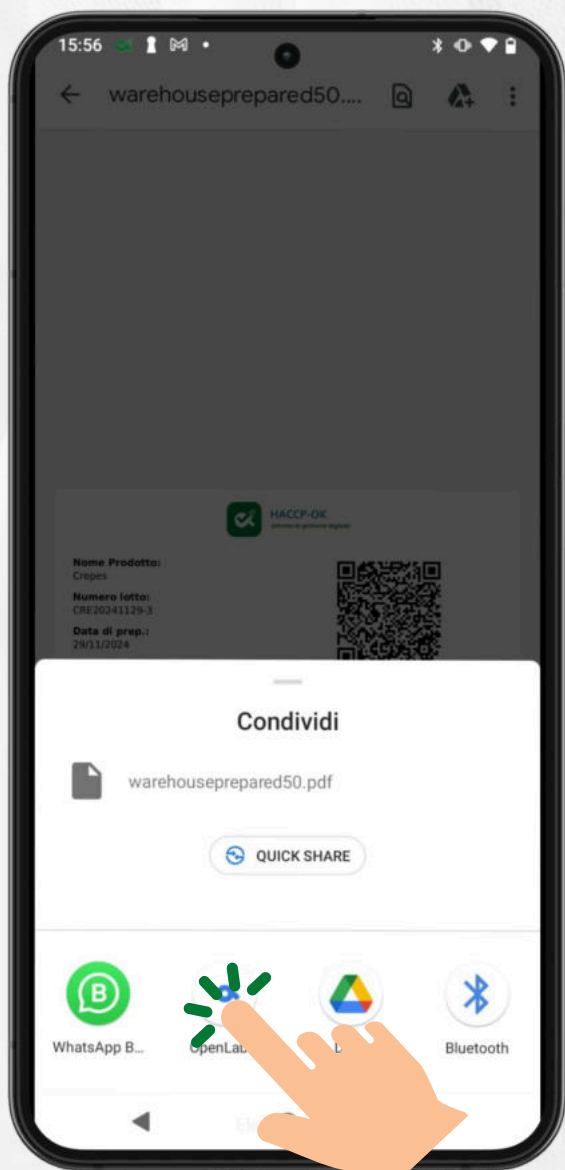 15:56
warehouseprepared50....
HACCP-OK
Nome Prodotto:
Crepes
Numero lotto:
CRE20241129-3
Data di prep.:
29/11/2024
Condividi
warehouseprepared50.pdf
QUICK SHARE
B
WhatsApp B...
OpenLab
Bluetooth